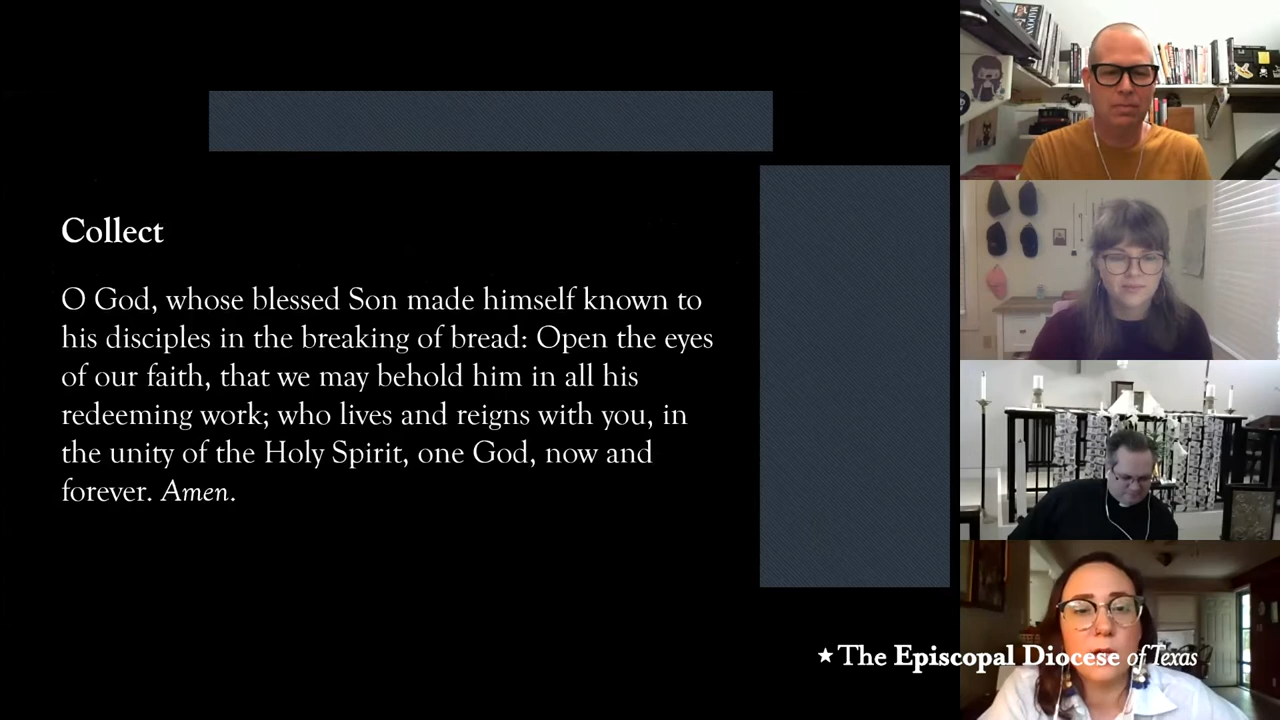 Collect
O God, whose blessed Son made himself known to
his disciples in the breaking of bread: Open the eyes
of our faith, that we may behold him in all his
redeeming work; who lives and reigns with you, in
the unity of the Holy Spirit, one God, now and
forever. Amen.
The Episcopal Diocese of Texas